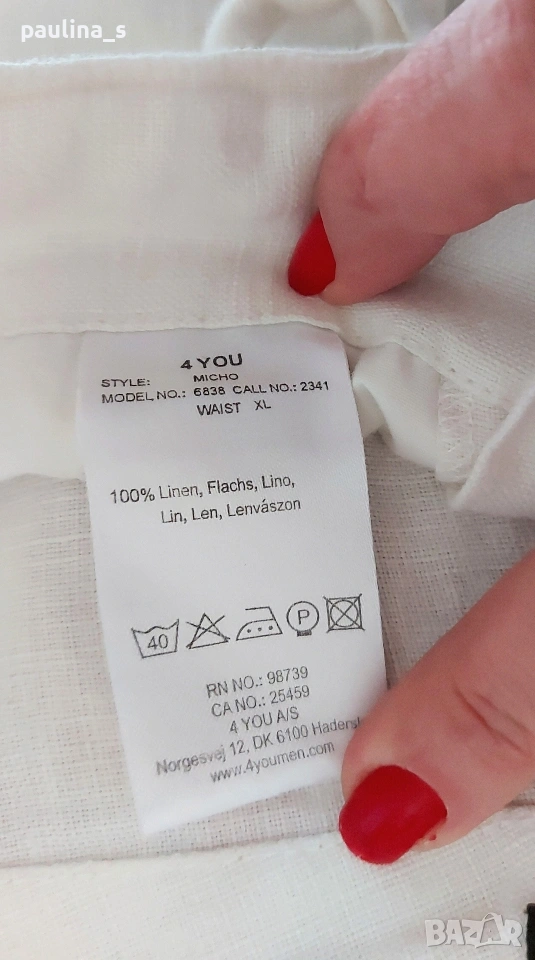 paulina_s
4 YOU
STYLE: MICHO
MODEL NO.: 6838 CALL NO.: 2341
WAIST XL
100% Linen, Flachs, Lino,
Lin, Len, Lenvászon
40
P
RN NO.: 98739
CA NO.: 25459
4 YOU A/S
Norgesvej 12, DK 6100 Haders
www.4youmen.com
BAZAR